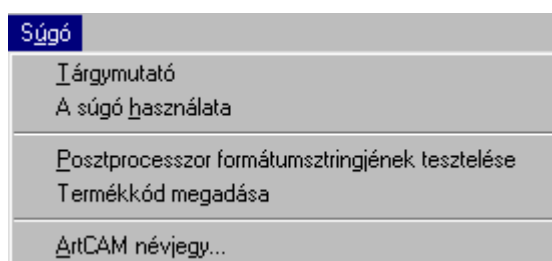 Súgó
Tárgymutató
A súgó használata
Posztprocesszor formátumsztringjének tesztelése
Termékkód megadása
ArtCAM névjegy...